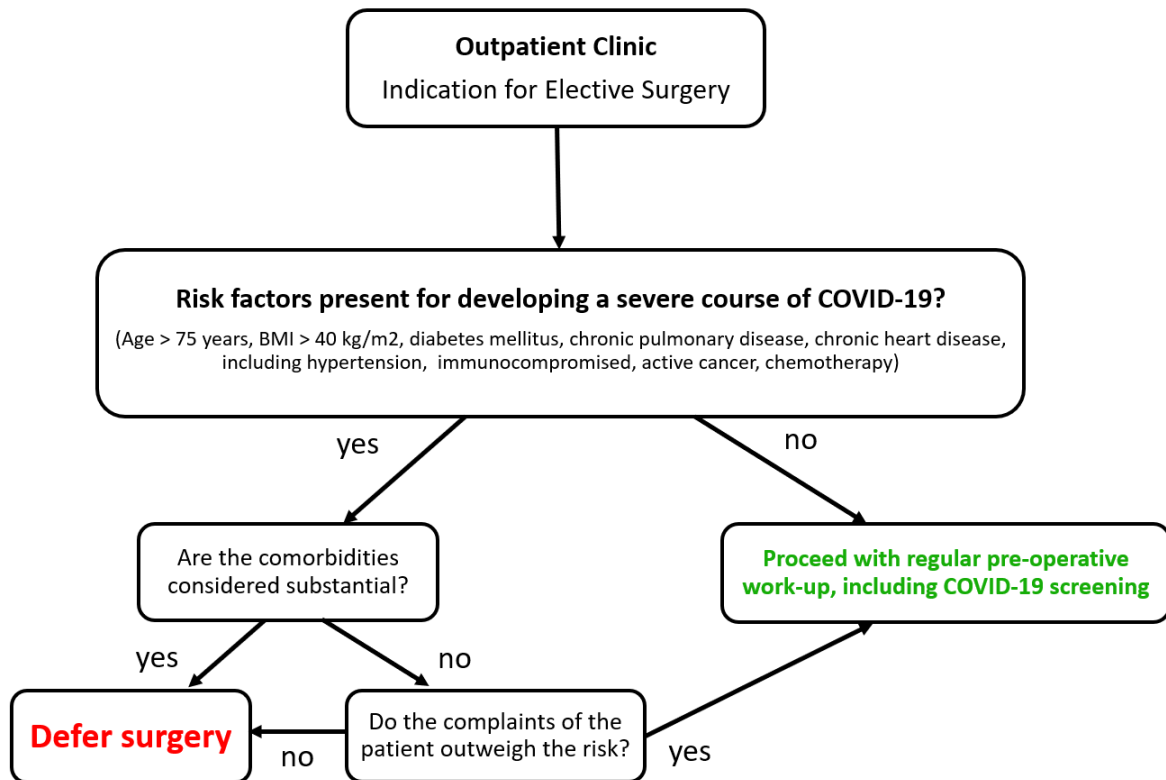 Outpatient Clinic
Indication for Elective Surgery
Risk factors present for developing a severe course of COVID-19?
(Age > 75 years, BMI > 40 kg/m2, diabetes mellitus, chronic pulmonary disease, chronic heart disease,
including hypertension, immunocompromised, active cancer, chemotherapy)
yes
no
Are the comorbidities
considered substantial?
Proceed with regular pre-operative
work-up, including COVID-19 screening
yes
no
Defer surgery
no
Do the complaints of the
patient outweigh the risk?
yes